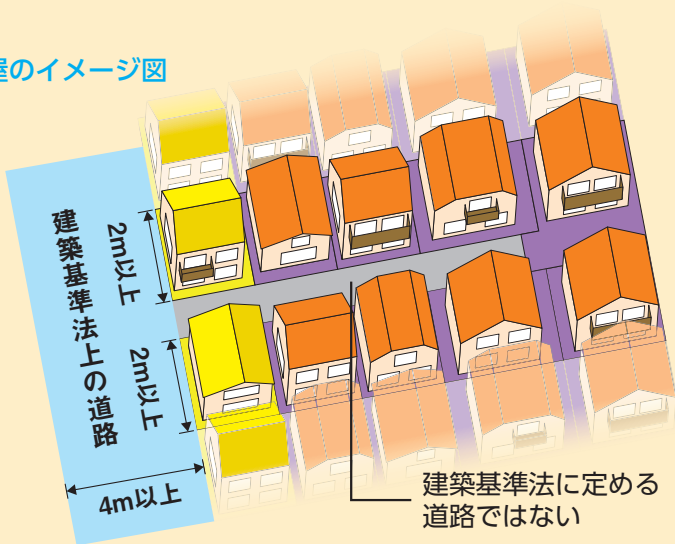 屋のイメージ図
建築基準法上の道路
2m以上
2m以上
4m以上
建築基準法に定める
道路ではない